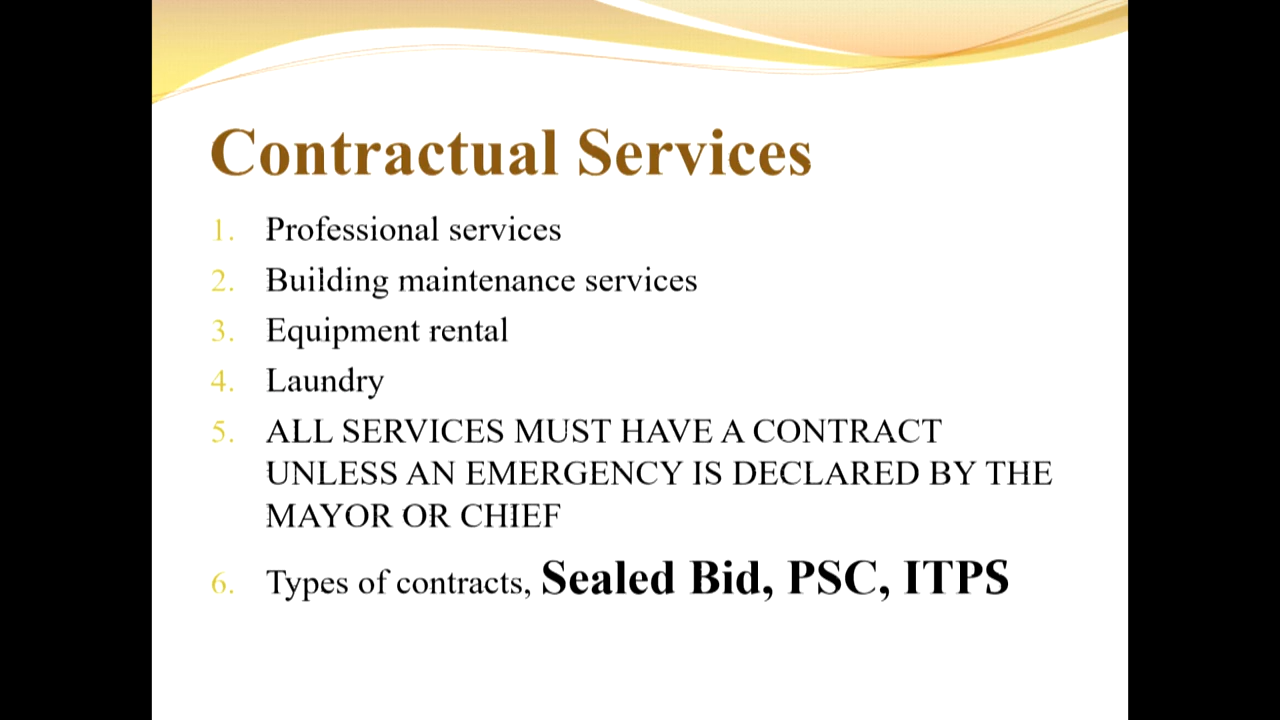 Contractual Services
1. Professional services
2. Building maintenance services
3. Equipment rental
4. Laundry
5. ALL SERVICES MUST HAVE A CONTRACT
UNLESS AN EMERGENCY IS DECLARED BY THE
MAYOR OR CHIEF
6. Types of contracts, Sealed Bid, PSC, ITPS